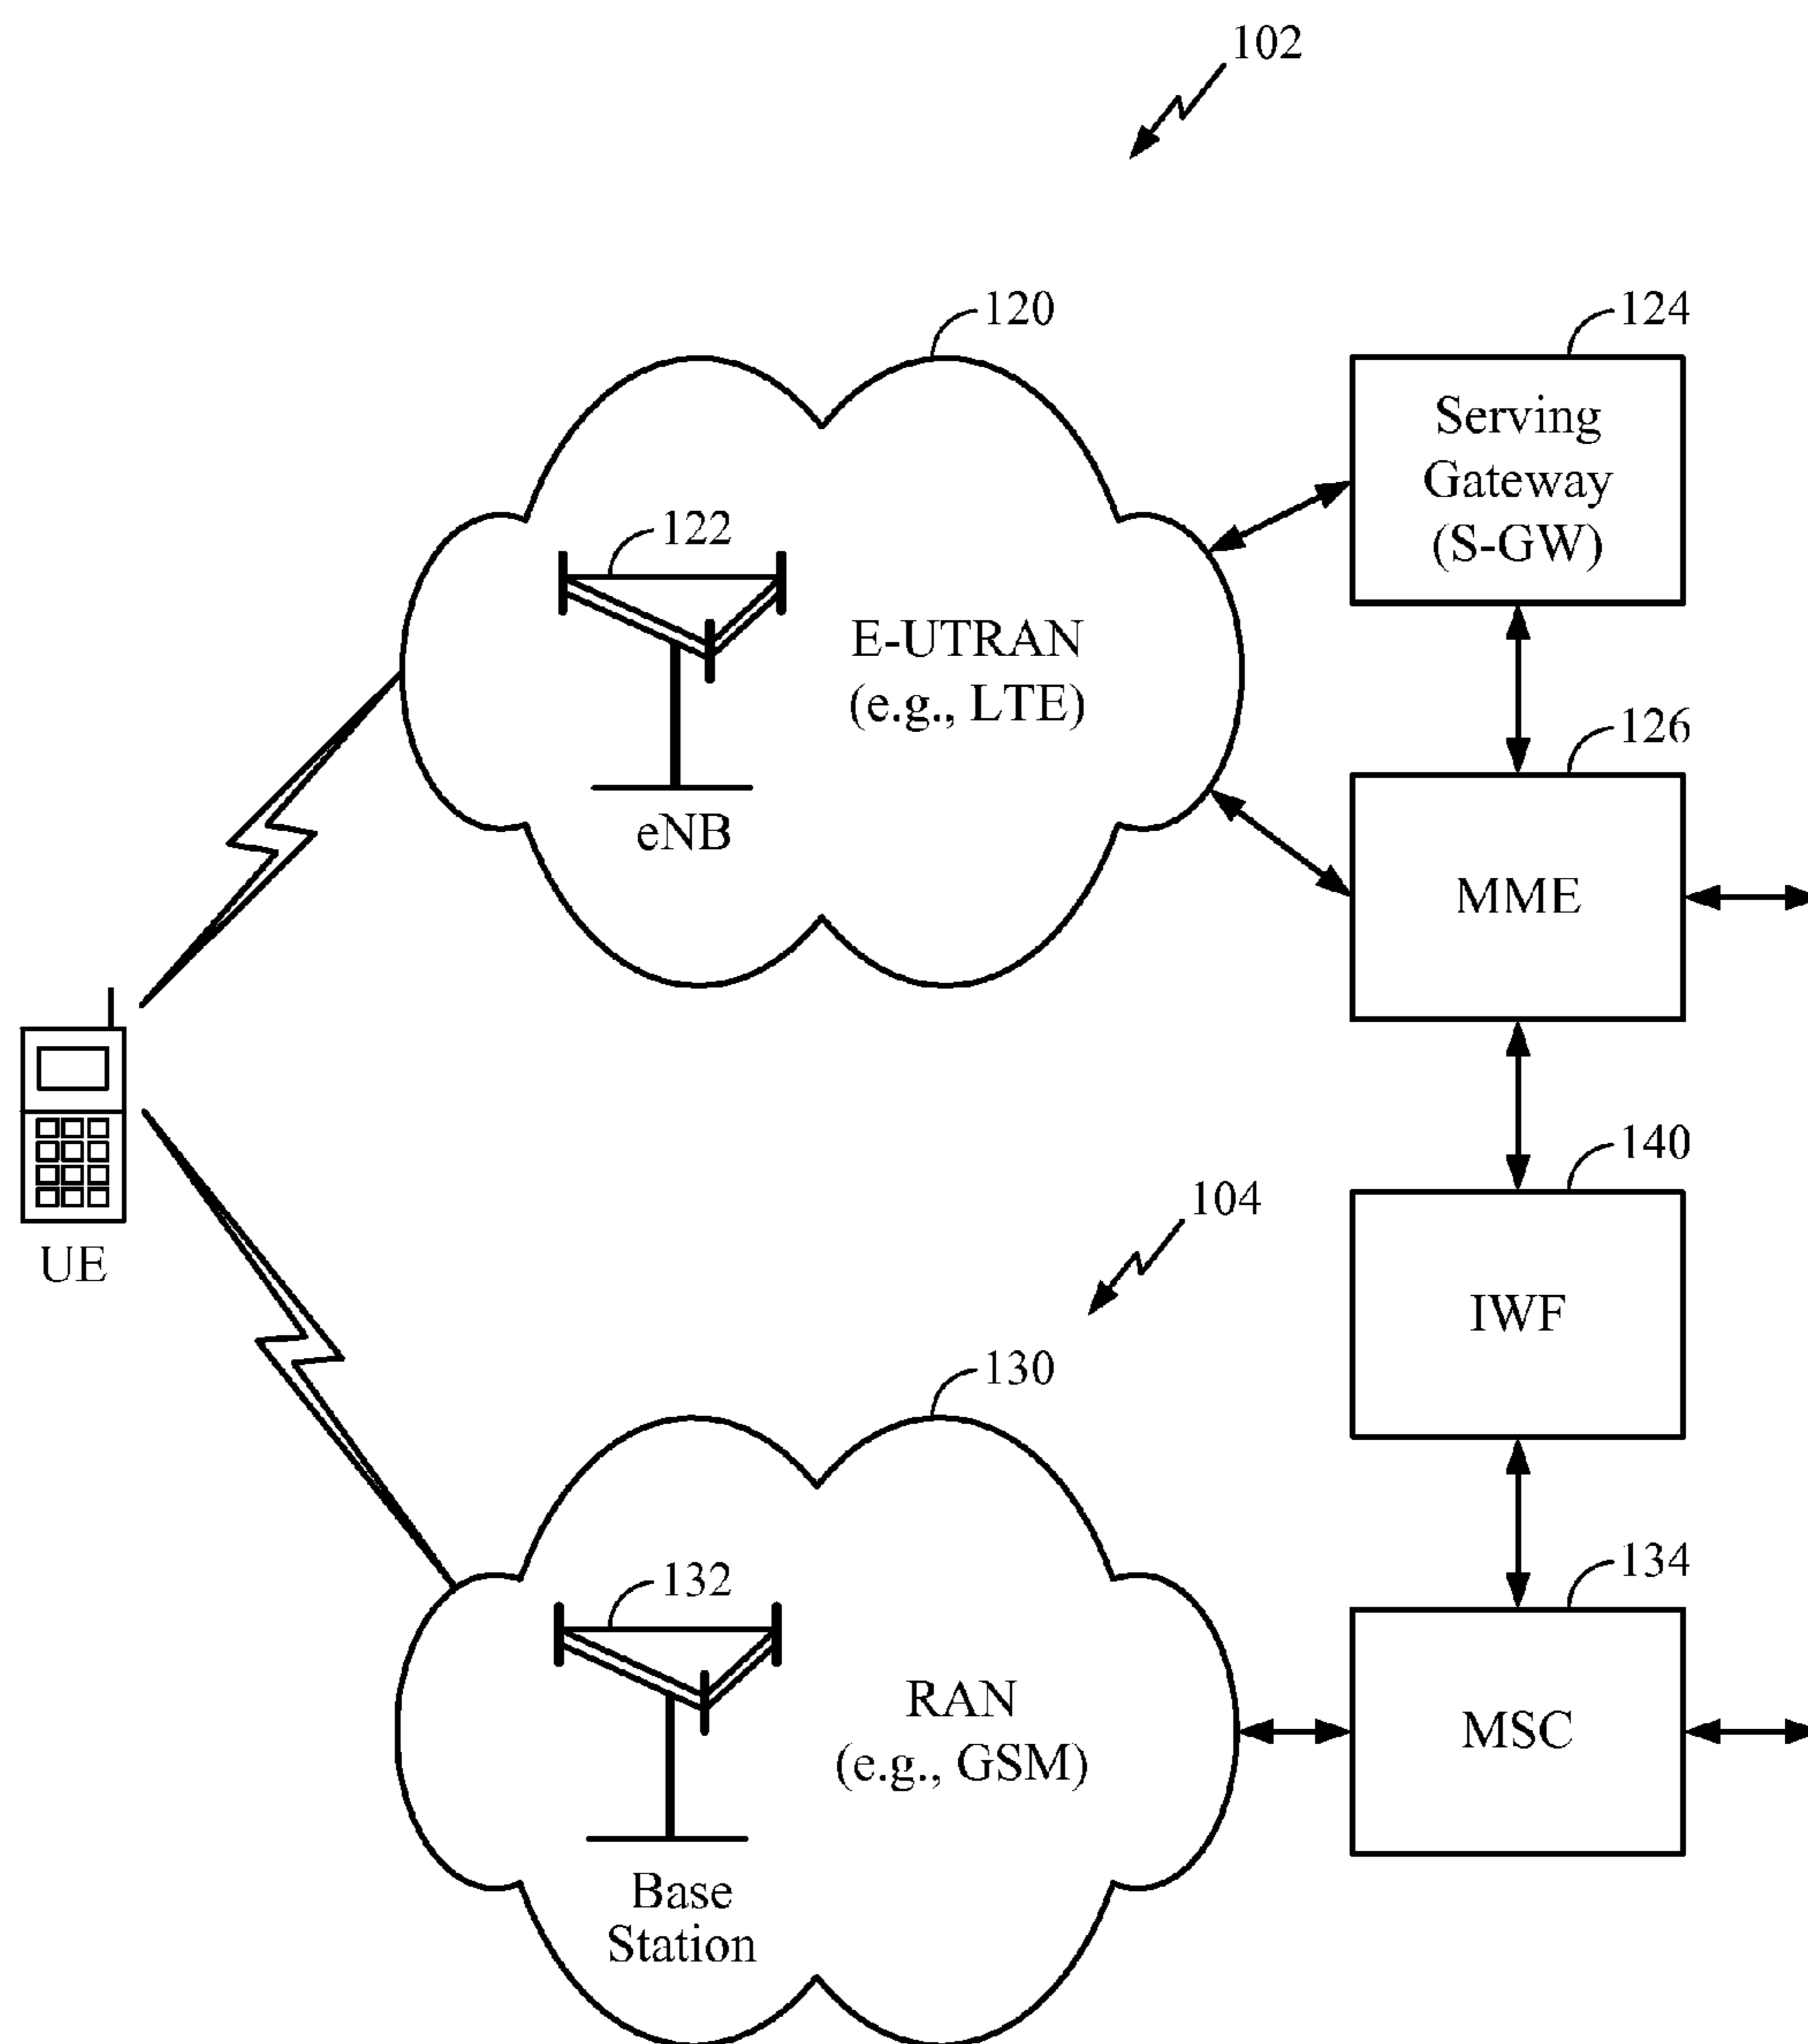 102
120
124
Serving
Gateway
(S-GW)
122
E-UTRAN
(e.g., LTE)
eNB
126
MME
140
IWF
UE
104
130
134
MSC
132
RAN
(e.g., GSM)
Base
Station